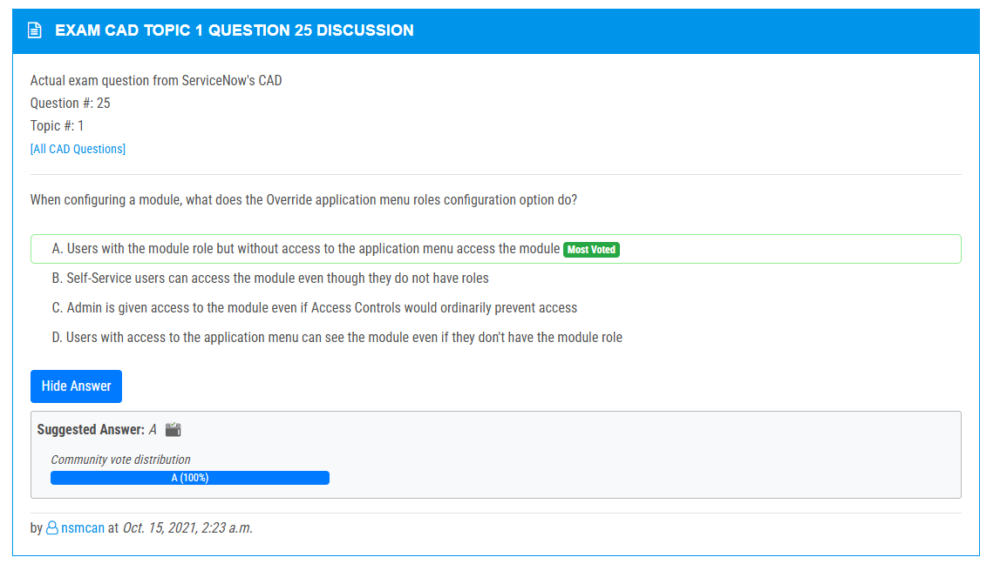 EXAM CAD TOPIC 1 QUESTION 25 DISCUSSION
Actual exam question from ServiceNow's CAD
Question #: 25
Topic #: 1
[All CAD Questions]
When configuring a module, what does the Override application menu roles configuration option do?
A. Users with the module role but without access to the application menu access the module Most Voted
B. Self-Service users can access the module even though they do not have roles
C. Admin is given access to the module even if Access Controls would ordinarily prevent access
D. Users with access to the application menu can see the module even if they don't have the module role
Hide Answer
Suggested Answer: A
Community vote distribution
A (100%)
by nsmcan at Oct. 15, 2021, 2:23 a.m.